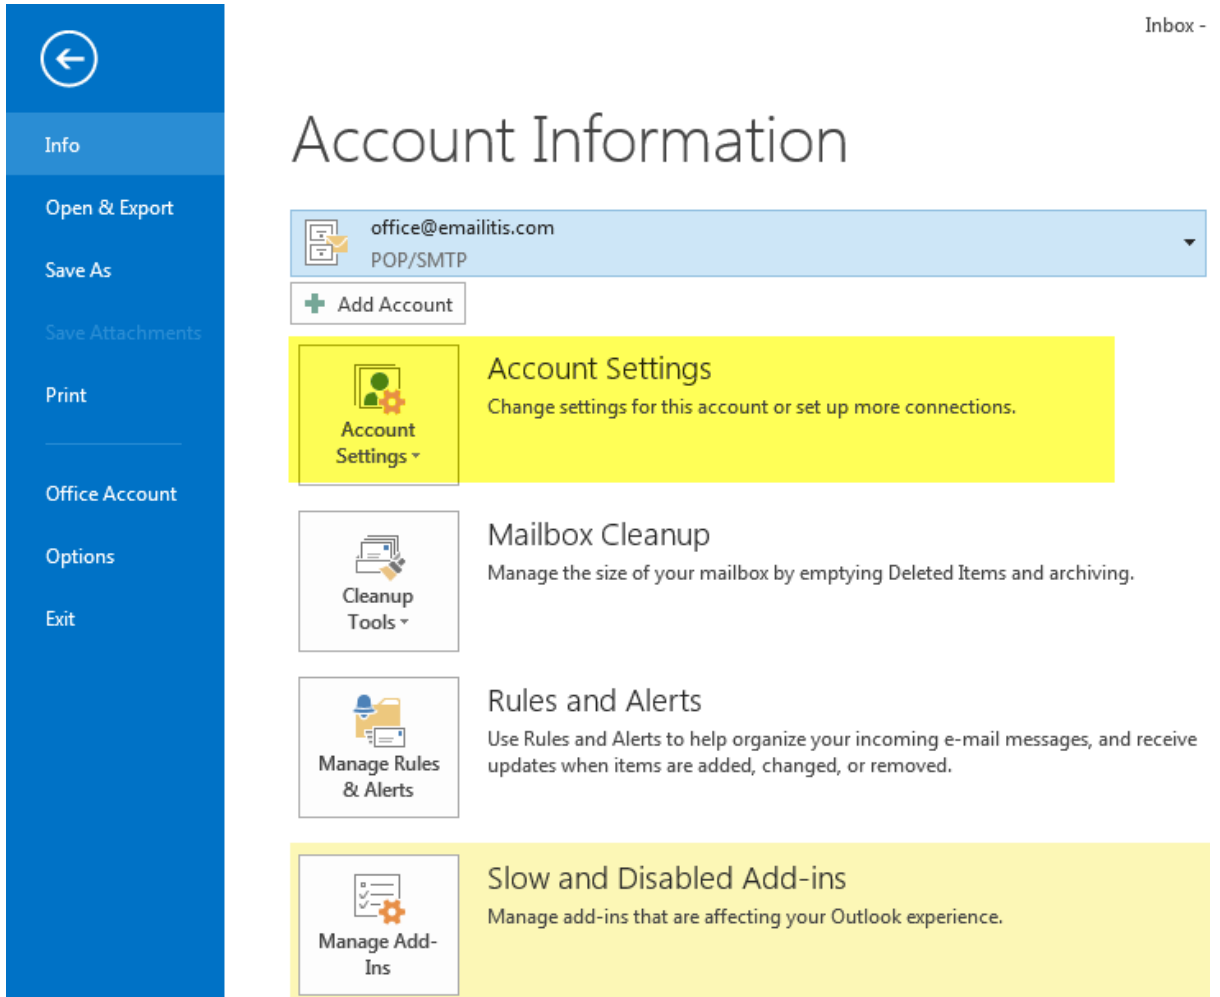 Inbox -
Info
Open & Export
Save As
Save Attachments
Print
Office Account
Options
Exit
Account Information
office@emailitis.com
POP/SMTP
Add Account
Account
Settings
Account Settings
Change settings for this account or set up more connections.
Cleanup
Tools
Mailbox Cleanup
Manage the size of your mailbox by emptying Deleted Items and archiving.
Manage Rules
& Alerts
Rules and Alerts
Use Rules and Alerts to help organize your incoming e-mail messages, and receive
updates when items are added, changed, or removed.
Manage Add-
Ins
Slow and Disabled Add-ins
Manage add-ins that are affecting your Outlook experience.